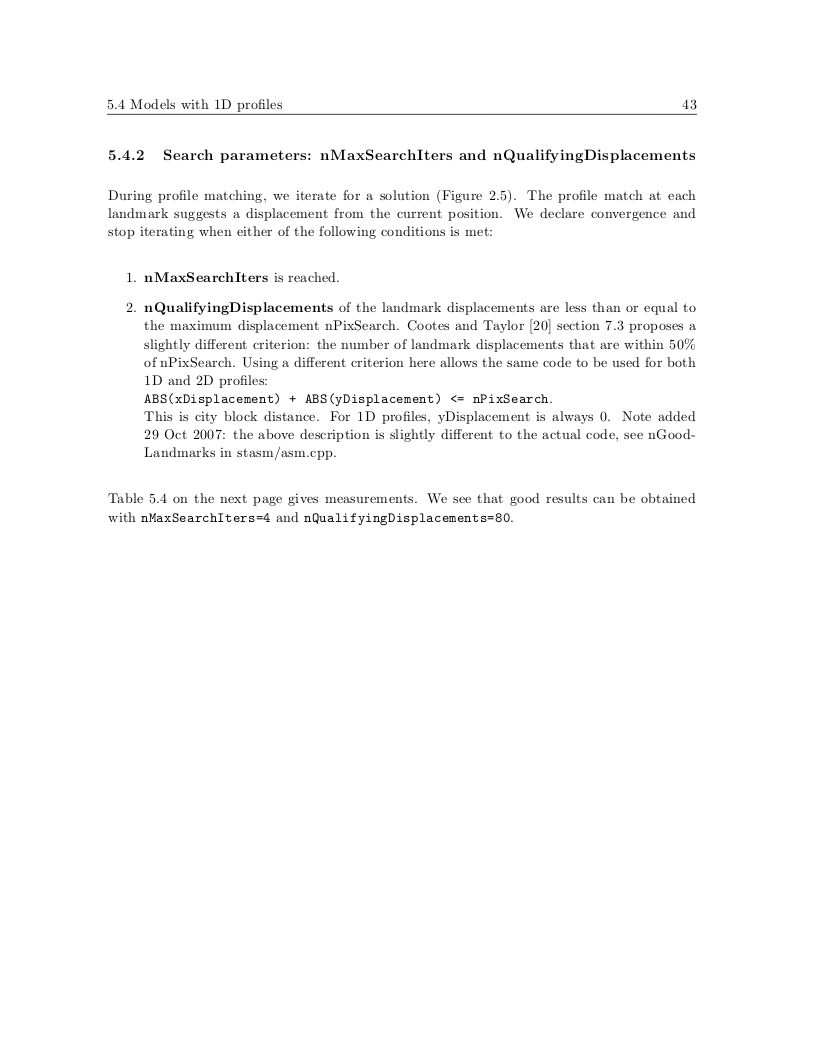 5.4 Models with 1D profiles 43
5.4.2 Search parameters: nMaxSearchIters and nQualifyingDisplacements
During profile matching, we iterate for a solution (Figure 2.5). The profile match at each
landmark suggests a displacement from the current position. We declare convergence and
stop iterating when either of the following conditions is met:
1. nMaxSearchIters is reached.
2. nQualifyingDisplacements of the landmark displacements are less than or equal to
the maximum displacement nPixSearch. Cootes and Taylor [20] section 7.3 proposes a
slightly different criterion: the number of landmark displacements that are within 50%
of nPixSearch. Using a different criterion here allows the same code to be used for both
1D and 2D profiles:
ABS(xDisplacement) + ABS(yDisplacement) <= nPixSearch.
This is city block distance. For 1D profiles, yDisplacement is always 0. Note added
29 Oct 2007: the above description is slightly different to the actual code, see nGood-
Landmarks in stasm/asm.cpp.
Table 5.4 on the next page gives measurements. We see that good results can be obtained
with nMaxSearchIters=4 and nQualifyingDisplacements=80.